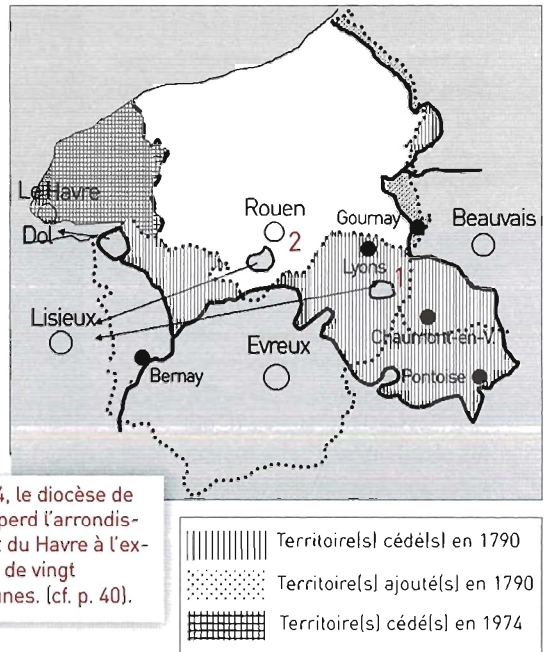 Le Havre
Dol
Rouen
2
Gournay
Beauvais
Lyons
1
Lisieux
Chaumont-en-V.
Evreux
Bernay
Pontoise
4, le diocèse de
perd l'arrondis-
t du Havre à l'ex-
de vingt
nes. (cf. p. 40).
Territoire(s) cédé(s) en 1790
Territoire(s) ajouté(s) en 1790
Territoire(s) cédé(s) en 1974